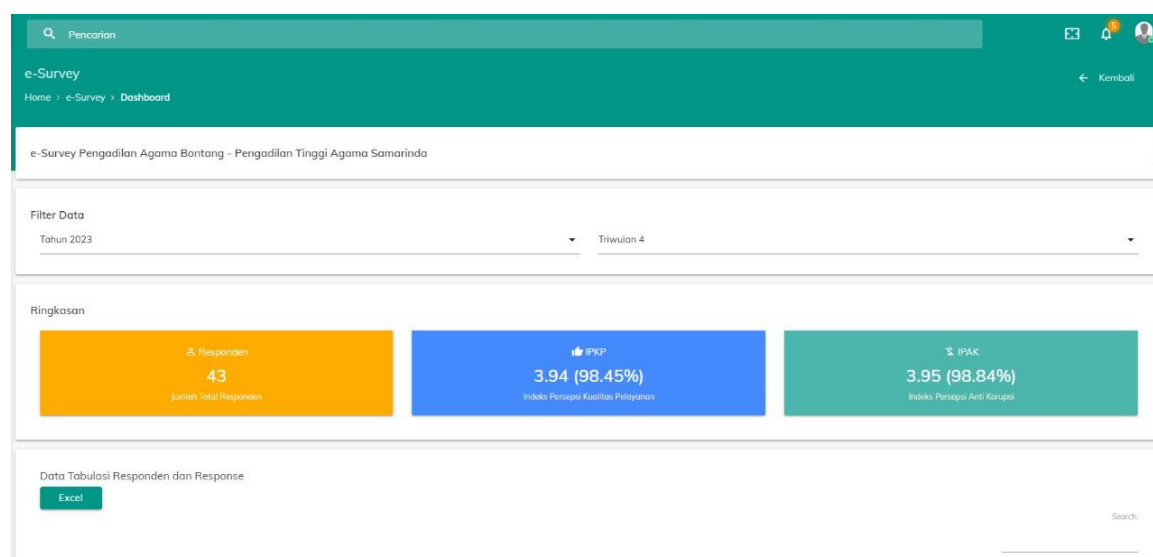 Pencarian
5
e-Survey
Kembali
Home > e-Survey > Dashboard
e-Survey Pengadilan Agama Bontang - Pengadilan Tinggi Agama Samarinda
Filter Data
Tahun 2023
Triwulan 4
Ringkasan
Responden
43
Jumlah Total Responden
IPKP
3.94 (98.45%)
Indeks Persepsi Kualitas Pelayanan
IPAK
3.95 (98.84%)
Indeks Persepsi Anti Korupsi
Data Tabulasi Responden dan Response
Excel
Search: